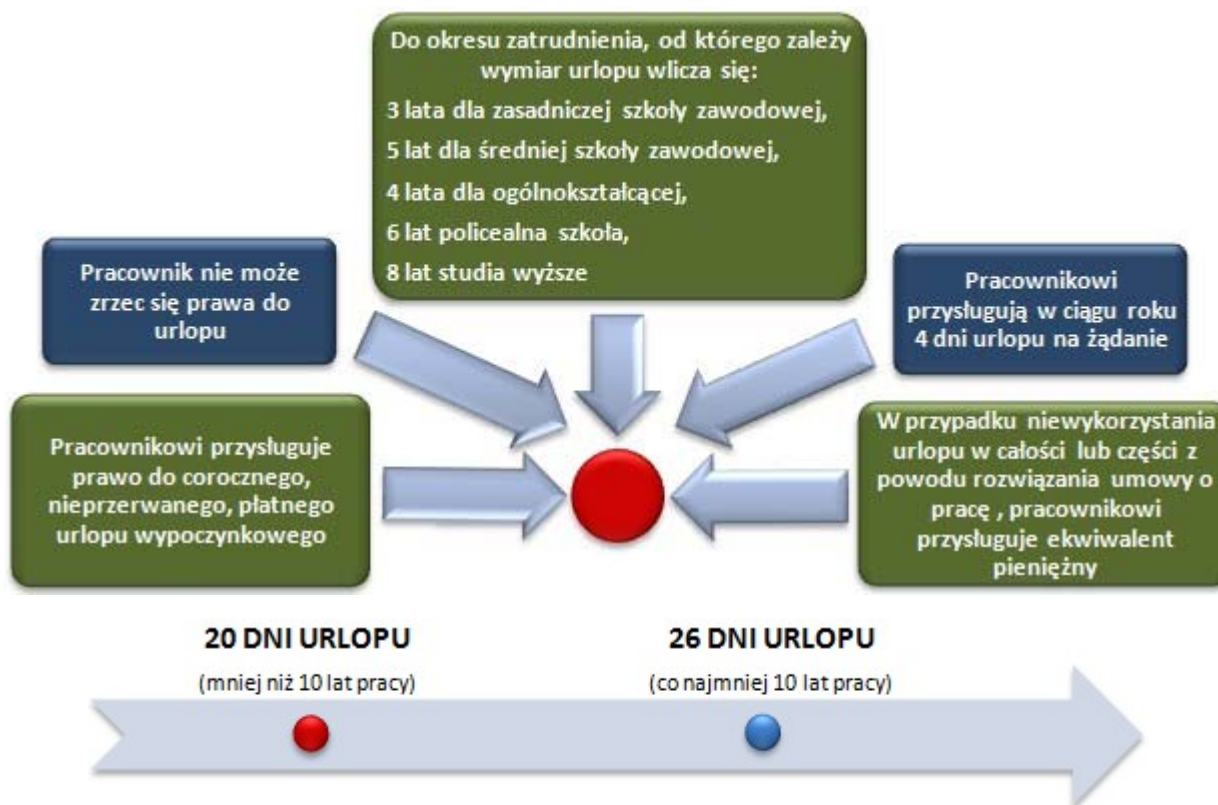 Do okresu zatrudnienia, od którego zależy
wymiar urlopu wlicza się:
3 lata dla zasadniczej szkoły zawodowej,
5 lat dla średniej szkoły zawodowej,
4 lata dla ogólnokształcącej,
6 lat policealna szkoła,
8 lat studia wyższe
Pracownik nie może
zrzec się prawa do
urlopu
Pracownikowi
przysługują w ciągu roku
4 dni urlopu na żądanie
Pracownikowi przysługuje
prawo do corocznego,
nieprzerwanego, płatnego
urlopu wypoczynkowego
W przypadku niewykorzystania
urlopu w całości lub części z
powodu rozwiązania umowy o
pracę , pracownikowi
przysługuje ekwiwalent
pieniężny
20 DNI URLOPU
(mniej niż 10 lat pracy)
26 DNI URLOPU
(co najmniej 10 lat pracy)